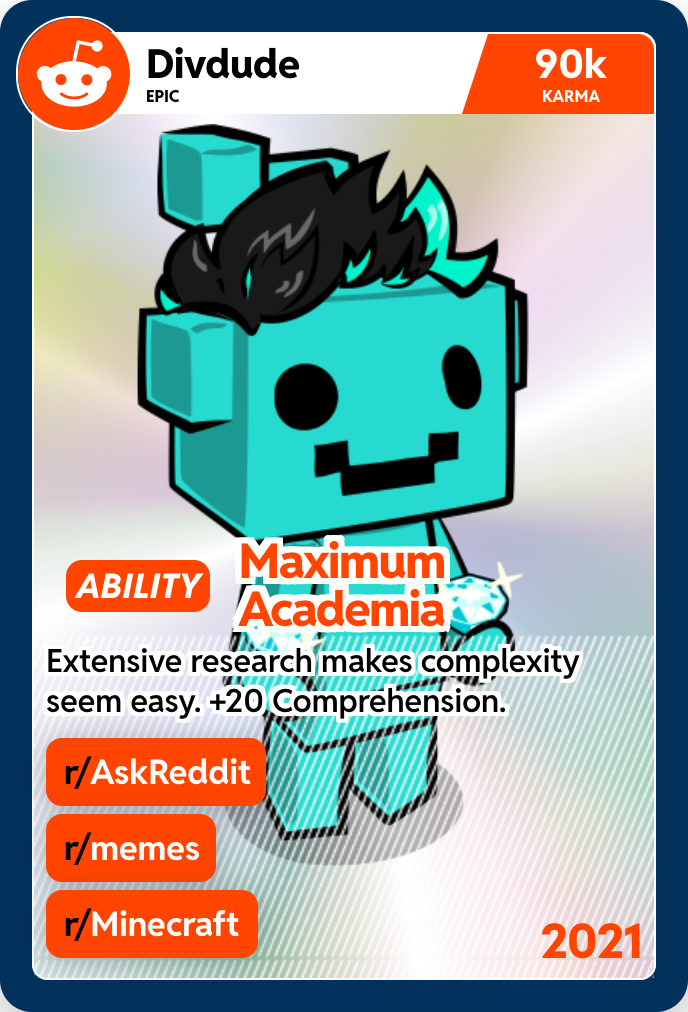 Divdude
EPIC
90k
KARMA
ABILITY
Maximum
Academia
Extensive research makes complexity
seem easy. +20 Comprehension.
r/AskReddit
r/memes
r/Minecraft
2021